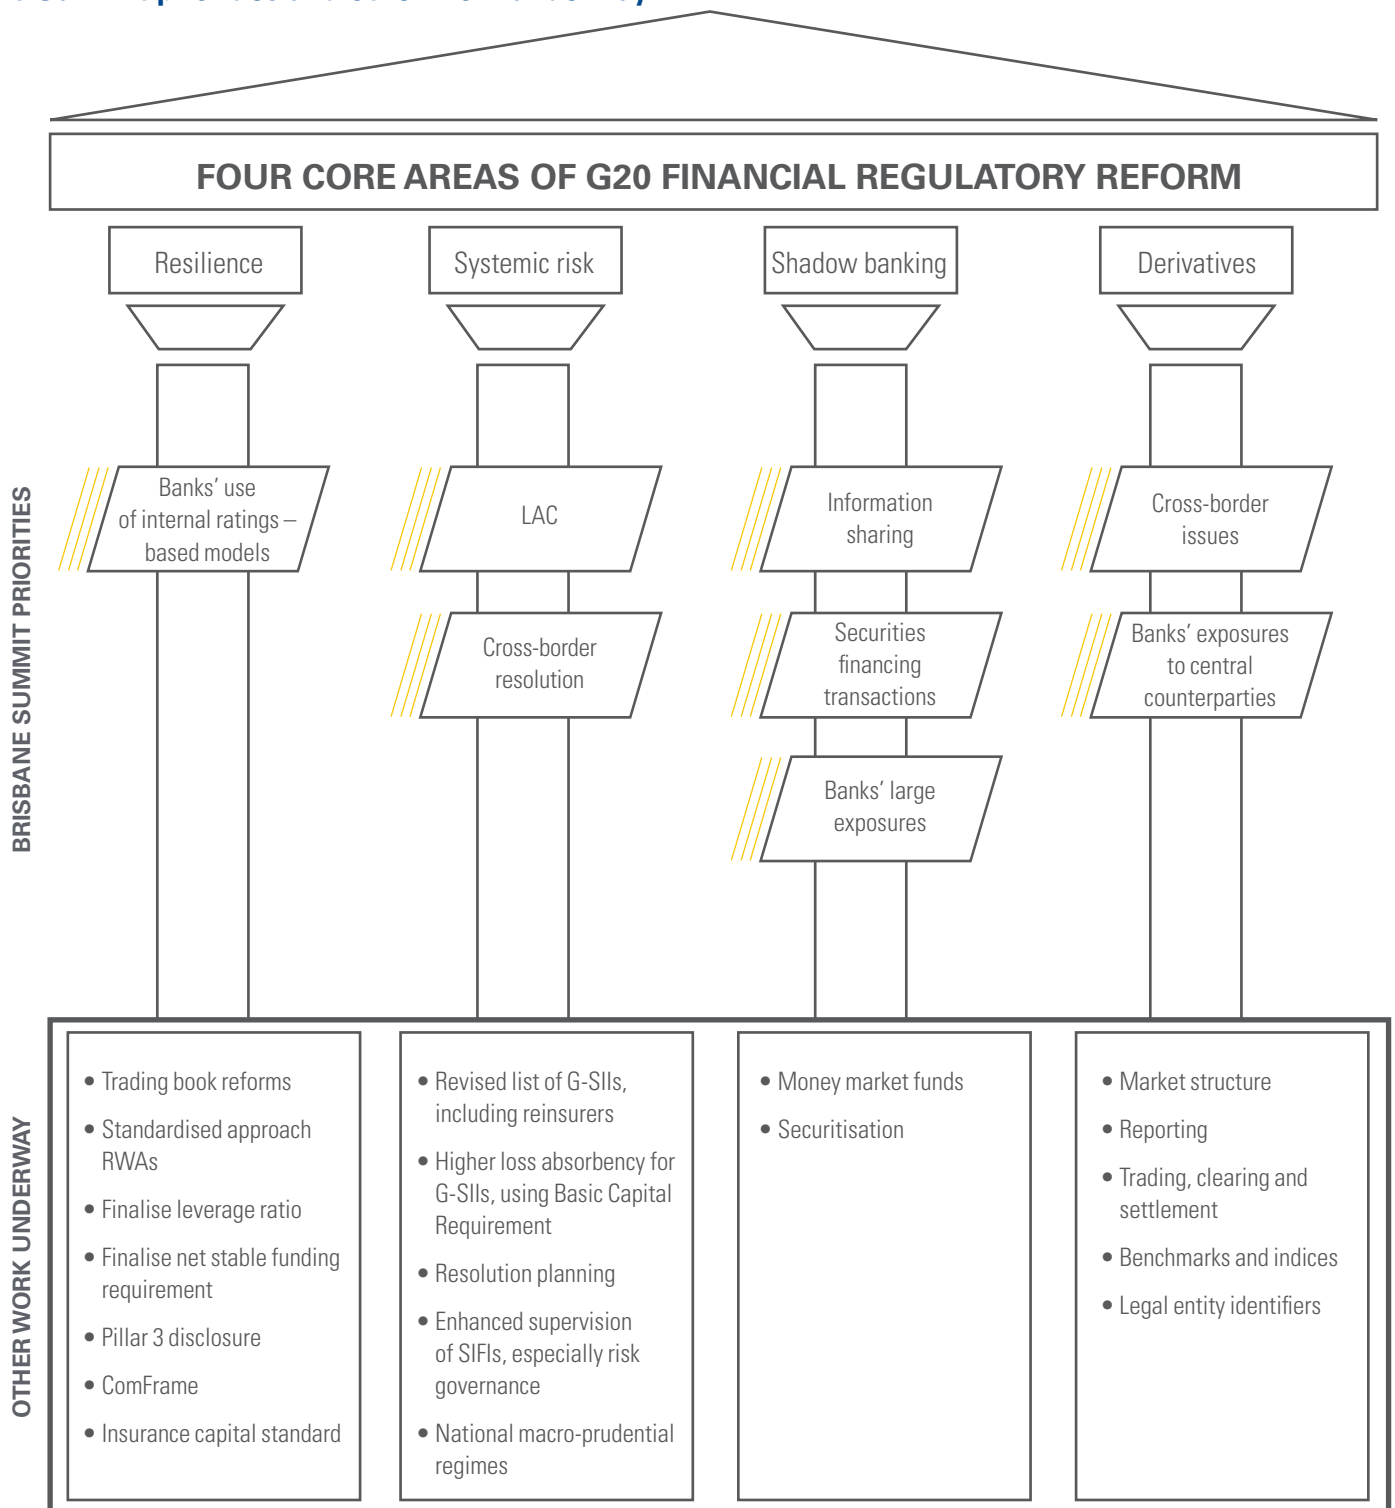 FOUR CORE AREAS OF G20 FINANCIAL REGULATORY REFORM
Resilience
Systemic risk
Shadow banking
Derivatives
BRISBANE SUMMIT PRIORITIES
Banks’ use
of internal ratings –
based models
LAC
Cross-border
resolution
Information
sharing
Securities
financing
transactions
Banks’ large
exposures
Cross-border
issues
Banks’ exposures
to central
counterparties
OTHER WORK UNDERWAY
• Trading book reforms
• Standardised approach
RWAs
• Finalise leverage ratio
• Finalise net stable funding
requirement
• Pillar 3 disclosure
• ComFrame
• Insurance capital standard
• Revised list of G-SIIs,
including reinsurers
• Higher loss absorbency for
G-SIIs, using Basic Capital
Requirement
• Resolution planning
• Enhanced supervision
of SIFIs, especially risk
governance
• National macro-prudential
regimes
• Money market funds
• Securitisation
• Market structure
• Reporting
• Trading, clearing and
settlement
• Benchmarks and indices
• Legal entity identifiers